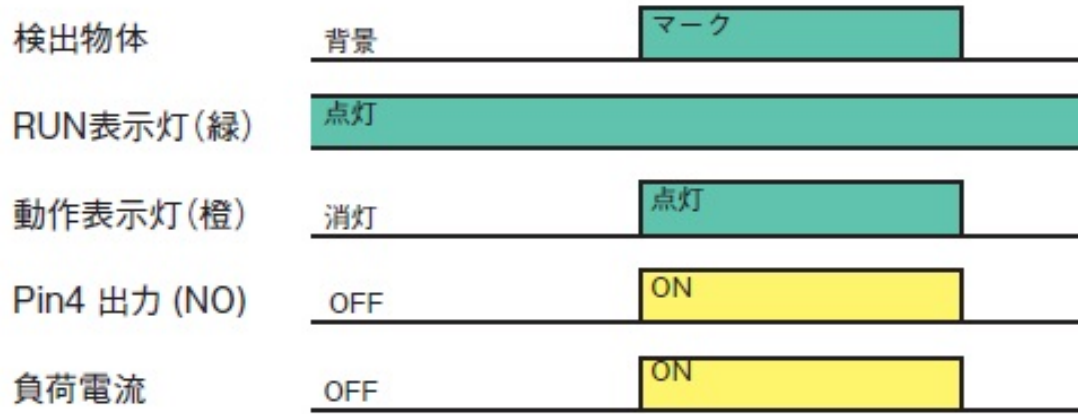 検出物体 背景 マーク
RUN表示灯(緑) 点灯
動作表示灯(橙) 消灯 点灯
Pin4 出力 (NO) OFF ON
負荷電流 OFF ON